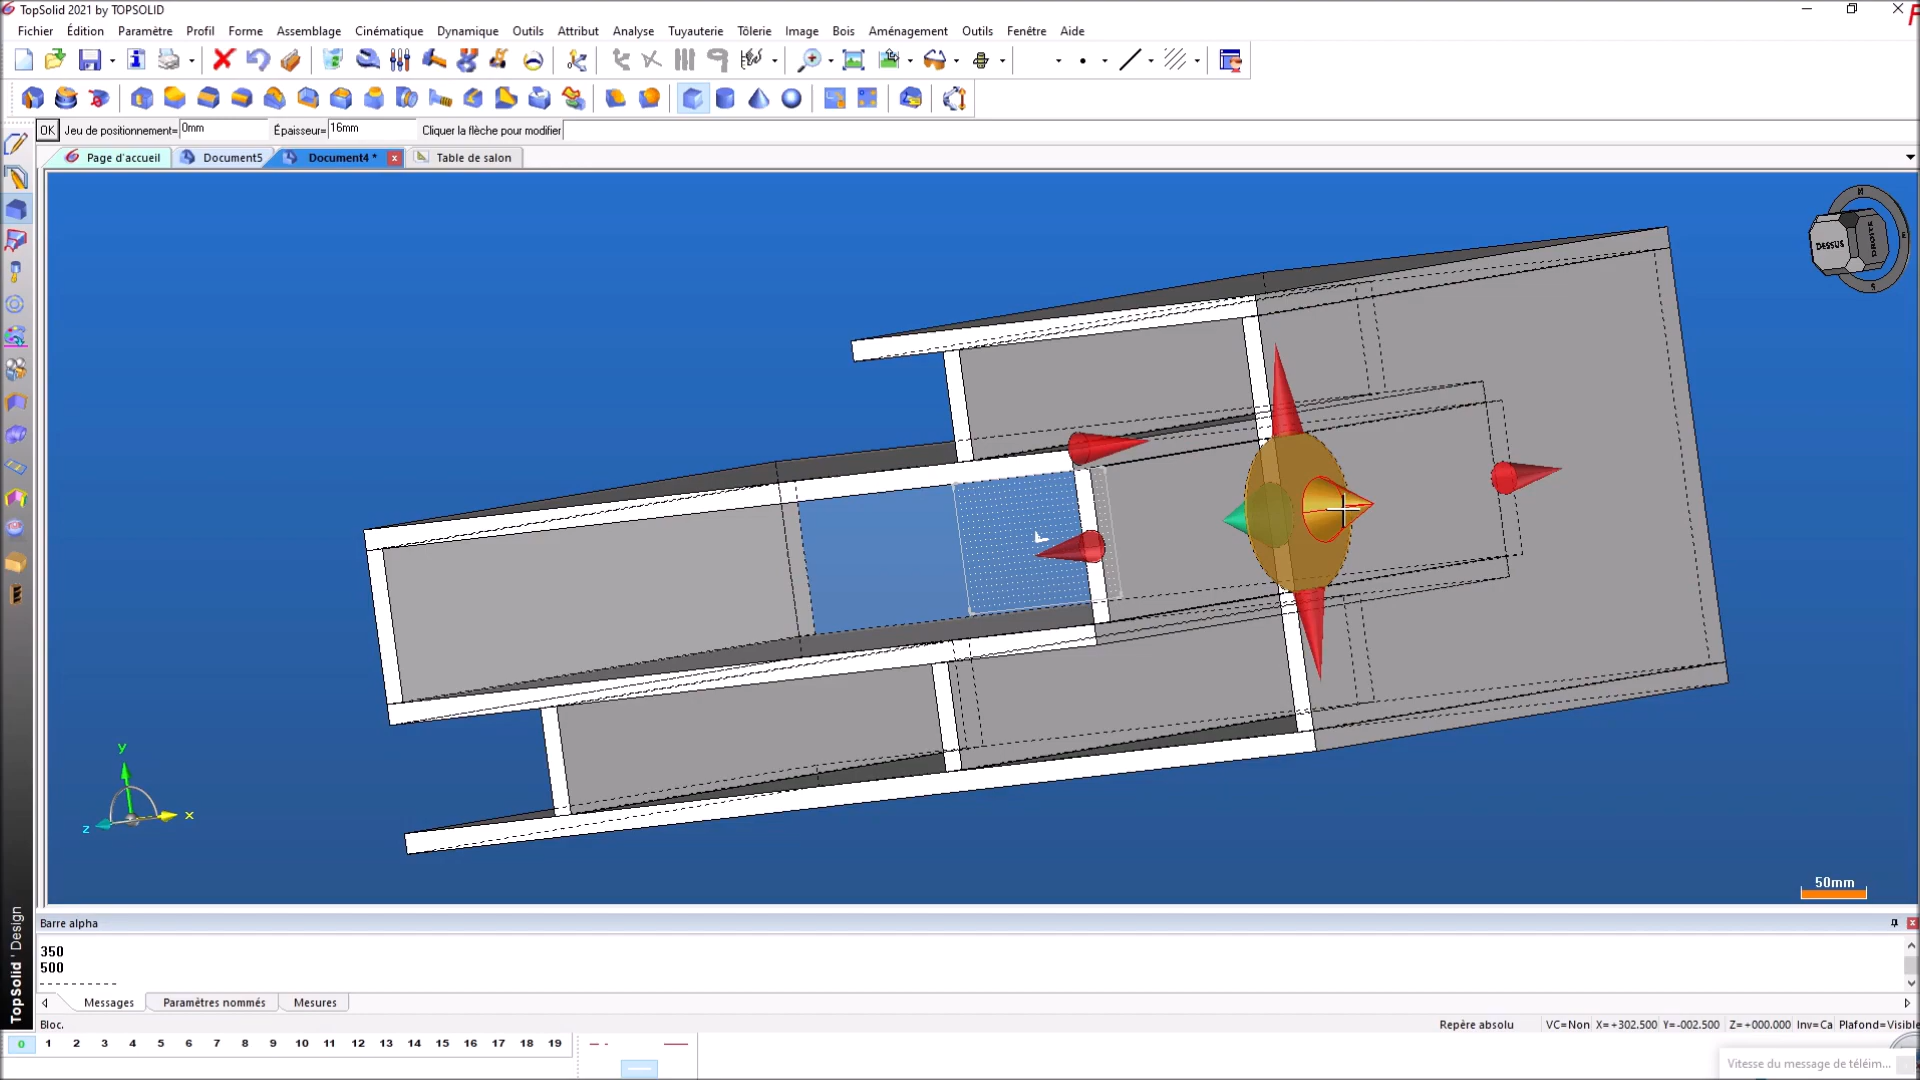 TopSolid 2021 by TOPSOLID
Fichier Édition Paramètre Profil Forme Assemblage Cinématique Dynamique Outils Attribut Analyse Tuyauterie Tôlerie Image Bois Aménagement Outils Fenêtre Aide
OK Jeu de positionnement= 0mm Épaisseur= 16mm Cliquer la flèche pour modifier
Page d'accueil Document5 Document4 * Table de salon
N
DESSUS DROITE
E
S
y
x
z
50mm
TopSolid ' Design
Barre alpha
350
500
Messages Paramètres nommés Mesures
Bloc. Repère absolu VC=Non X=+302.500 Y=-002.500 Z=+000.000 Inv=Ca Plafond=Visible
0 1 2 3 4 5 6 7 8 9 10 11 12 13 14 15 16 17 18 19
Vitesse du message de téléim...